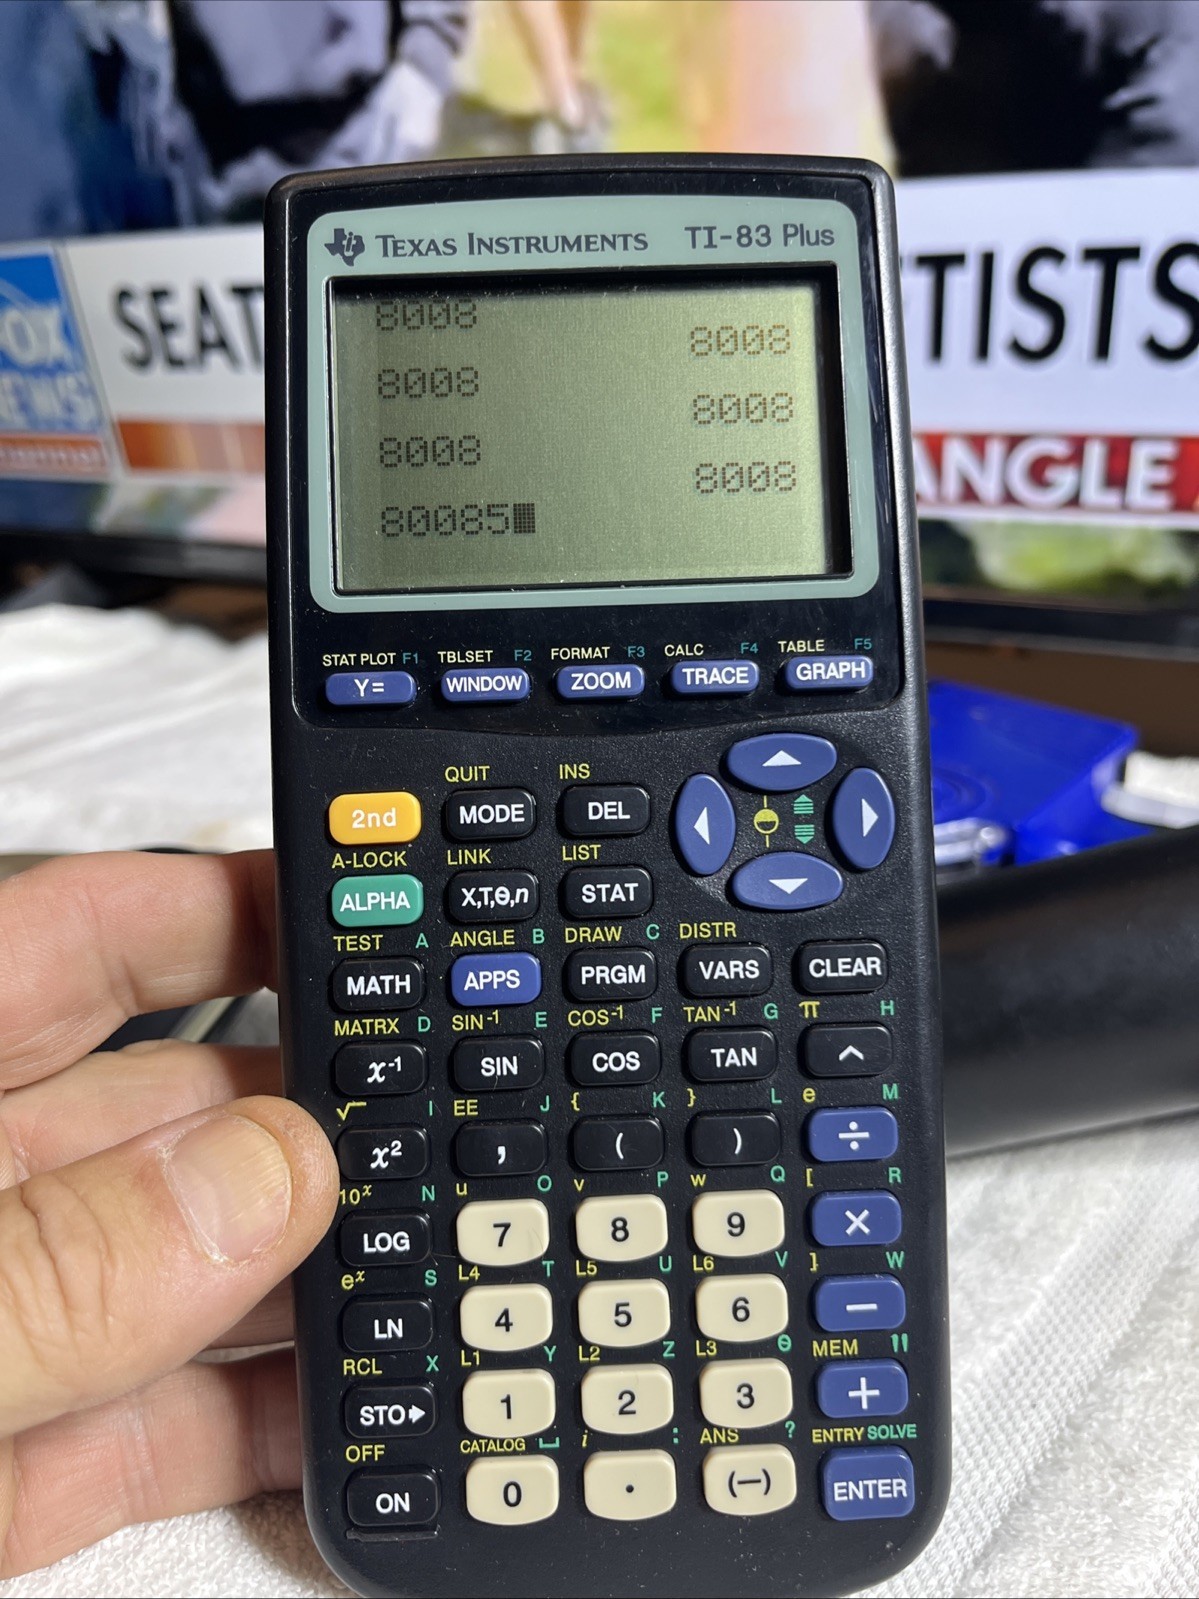 TEXAS INSTRUMENTS TI-83 Plus
8008
8008
8008
8008
8008
8008
80085
STAT PLOT F1 TBLSET F2 FORMAT F3 CALC F4 TABLE F5
Y= WINDOW ZOOM TRACE GRAPH
QUIT INS
2nd MODE DEL
A-LOCK LINK LIST
ALPHA X,T,θ,n STAT
TEST A ANGLE B DRAW C DISTR
MATH APPS PRGM VARS CLEAR
MATRX D SIN⁻¹ E COS⁻¹ F TAN⁻¹ G π H
x⁻¹ SIN COS TAN ^
√ I EE J { K } L e M
x² , ( ) ÷
10ˣ N u O v P w Q [ R
LOG 7 8 9 ×
eˣ S L4 T L5 U L6 V ] W
LN 4 5 6 −
RCL X L1 Y L2 Z L3 θ MEM "
STO► 1 2 3 +
OFF CATALOG ⎵ i : ANS ? ENTRY SOLVE
ON 0 . (−) ENTER
FOX
NEWS
channel
SEAT
TISTS
ANGLE